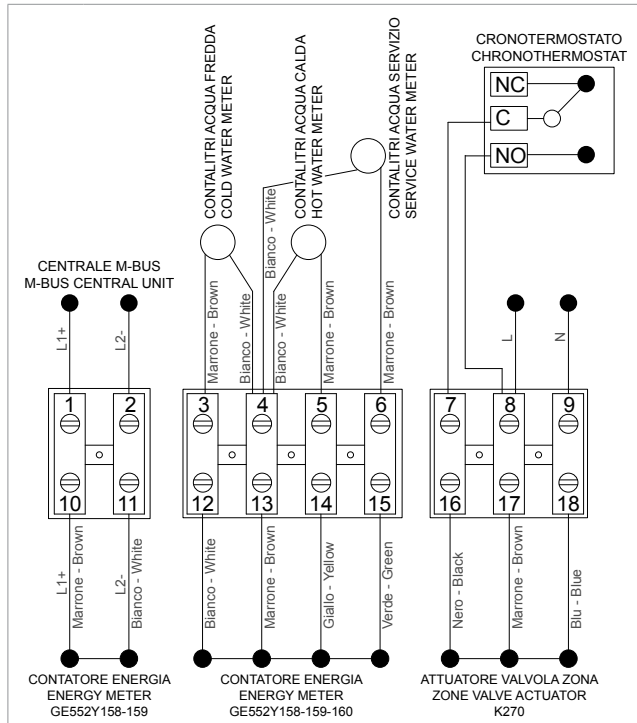 CRONOTERMOSTATO
CHRONOTHERMOSTAT
NC
C
NO
CONTALITRI ACQUA FREDDA
COLD WATER METER
CONTALITRI ACQUA CALDA
HOT WATER METER
CONTALITRI ACQUA SERVIZIO
SERVICE WATER METER
CENTRALE M-BUS
M-BUS CENTRAL UNIT
L1+
L2-
Marrone - Brown
Bianco - White
Bianco - White
Bianco - White
Marrone - Brown
Marrone - Brown
L
N
1
2
3
4
5
6
7
8
9
10
11
12
13
14
15
16
17
18
L1+
Marrone - Brown
L2-
Bianco - White
Bianco - White
Marrone - Brown
Giallo - Yellow
Verde - Green
Nero - Black
Marrone - Brown
Blu - Blue
CONTATORE ENERGIA
ENERGY METER
GE552Y158-159
CONTATORE ENERGIA
ENERGY METER
GE552Y158-159-160
ATTUATORE VALVOLA ZONA
ZONE VALVE ACTUATOR
K270